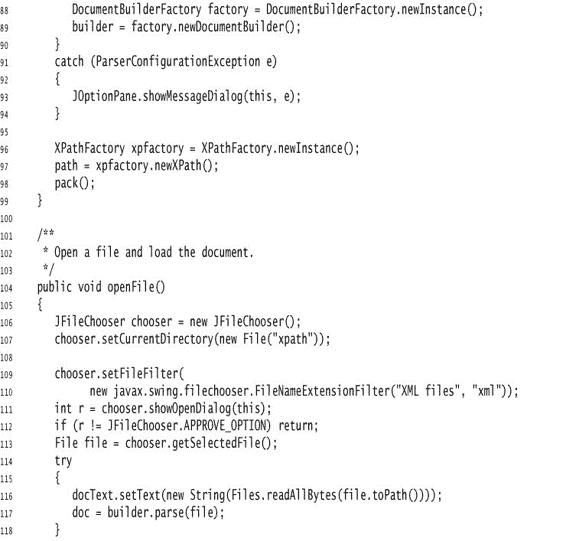 88 DocumentBuilderFactory factory = DocumentBuilderFactory.newInstance();
89 builder = factory.newDocumentBuilder();
90 }
91 catch (ParserConfigurationException e)
92 {
93 JOptionPane.showMessageDialog(this, e);
94 }
95
96 XPathFactory xpfactory = XPathFactory.newInstance();
97 path = xpfactory.newXPath();
98 pack();
99 }
100
101 /**
102 * Open a file and load the document.
103 */
104 public void openFile()
105 {
106 JFileChooser chooser = new JFileChooser();
107 chooser.setCurrentDirectory(new File("xpath"));
108
109 chooser.setFileFilter(
110 new javax.swing.filechooser.FileNameExtensionFilter("XML files", "xml"));
111 int r = chooser.showOpenDialog(this);
112 if (r != JFileChooser.APPROVE_OPTION) return;
113 File file = chooser.getSelectedFile();
114 try
115 {
116 docText.setText(new String(Files.readAllBytes(file.toPath())));
117 doc = builder.parse(file);
118 }